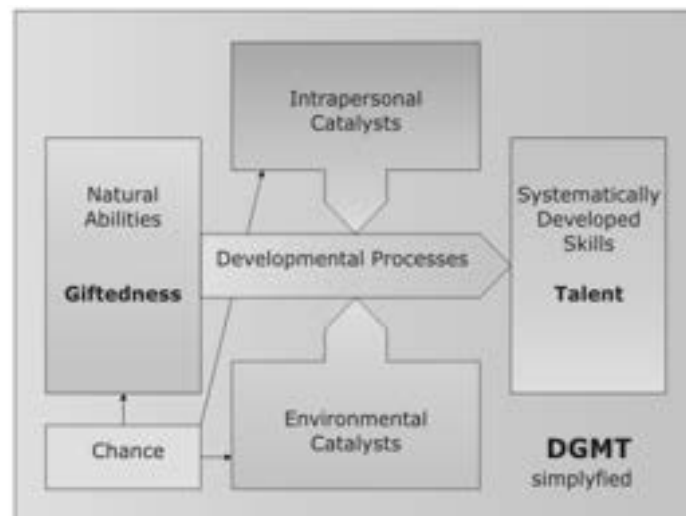 Intrapersonal
Catalysts
Natural
Abilities
Giftedness
Developmental Processes
Systematically
Developed
Skills
Talent
Environmental
Catalysts
Chance
DGMT
simplyfied